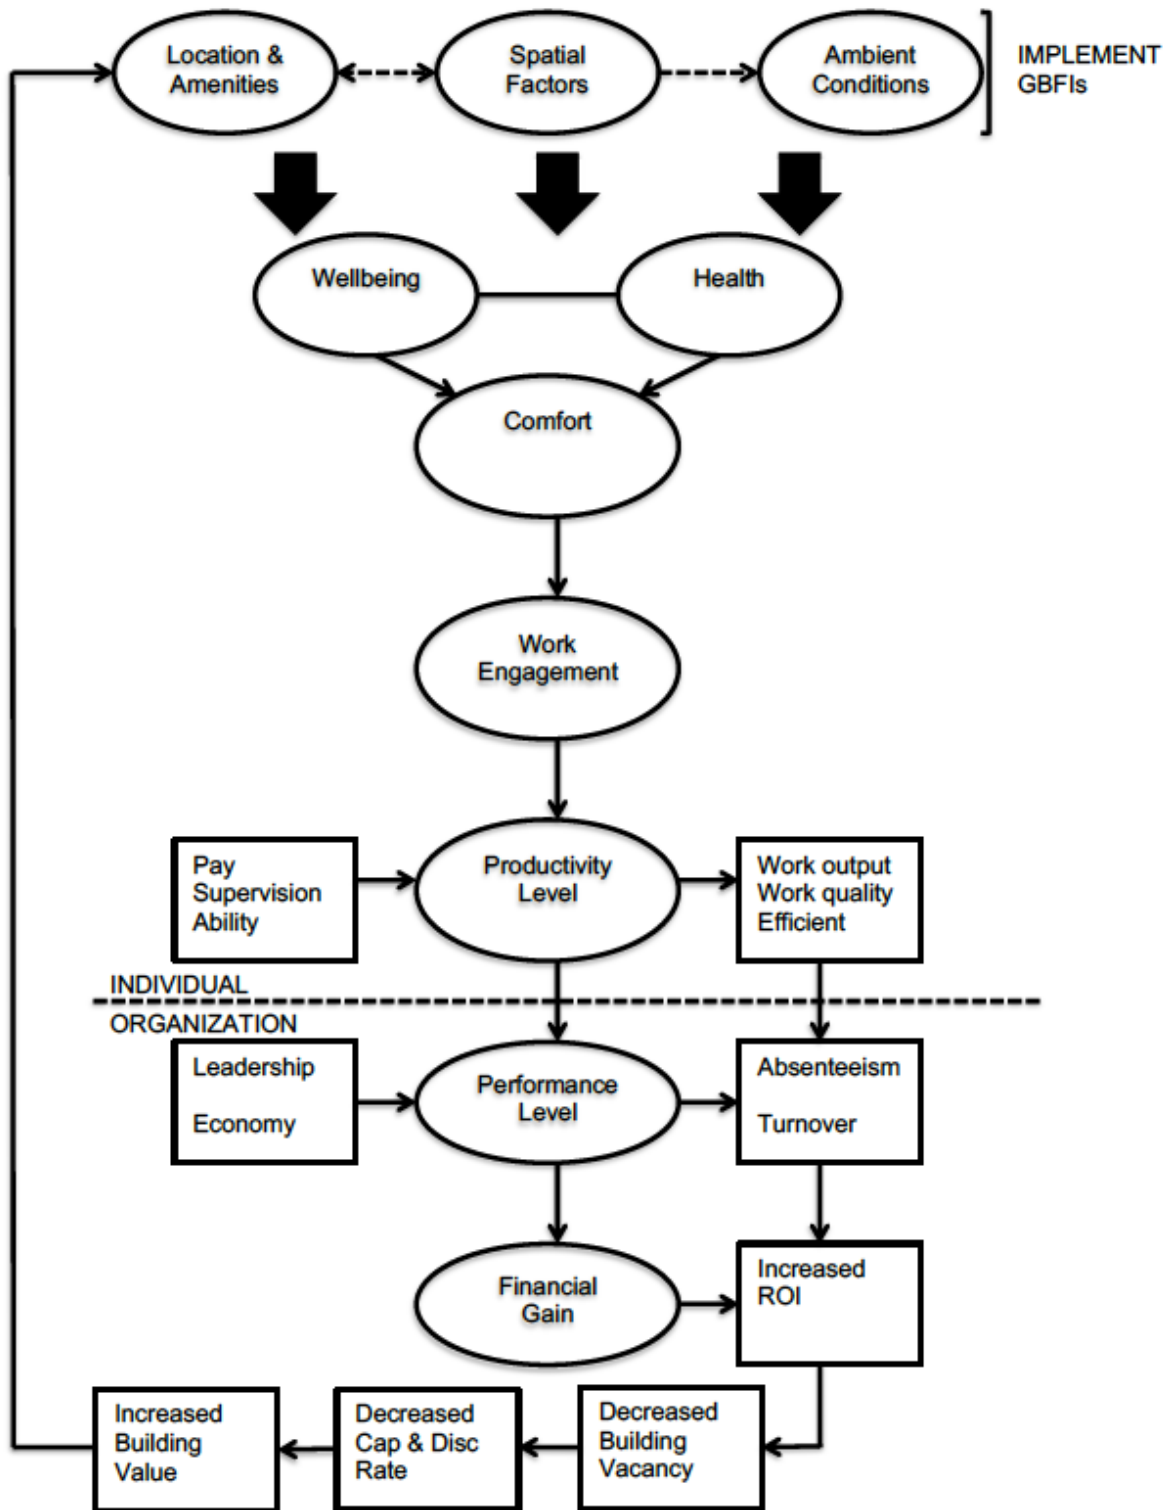 Location &
Amenities
Spatial
Factors
Ambient
Conditions
IMPLEMENT
GBFIs
Wellbeing
Health
Comfort
Work
Engagement
Pay
Supervision
Ability
Productivity
Level
Work output
Work quality
Efficient
INDIVIDUAL
ORGANIZATION
Leadership
Economy
Performance
Level
Absenteeism
Turnover
Financial
Gain
Increased
ROI
Increased
Building
Value
Decreased
Cap & Disc
Rate
Decreased
Building
Vacancy